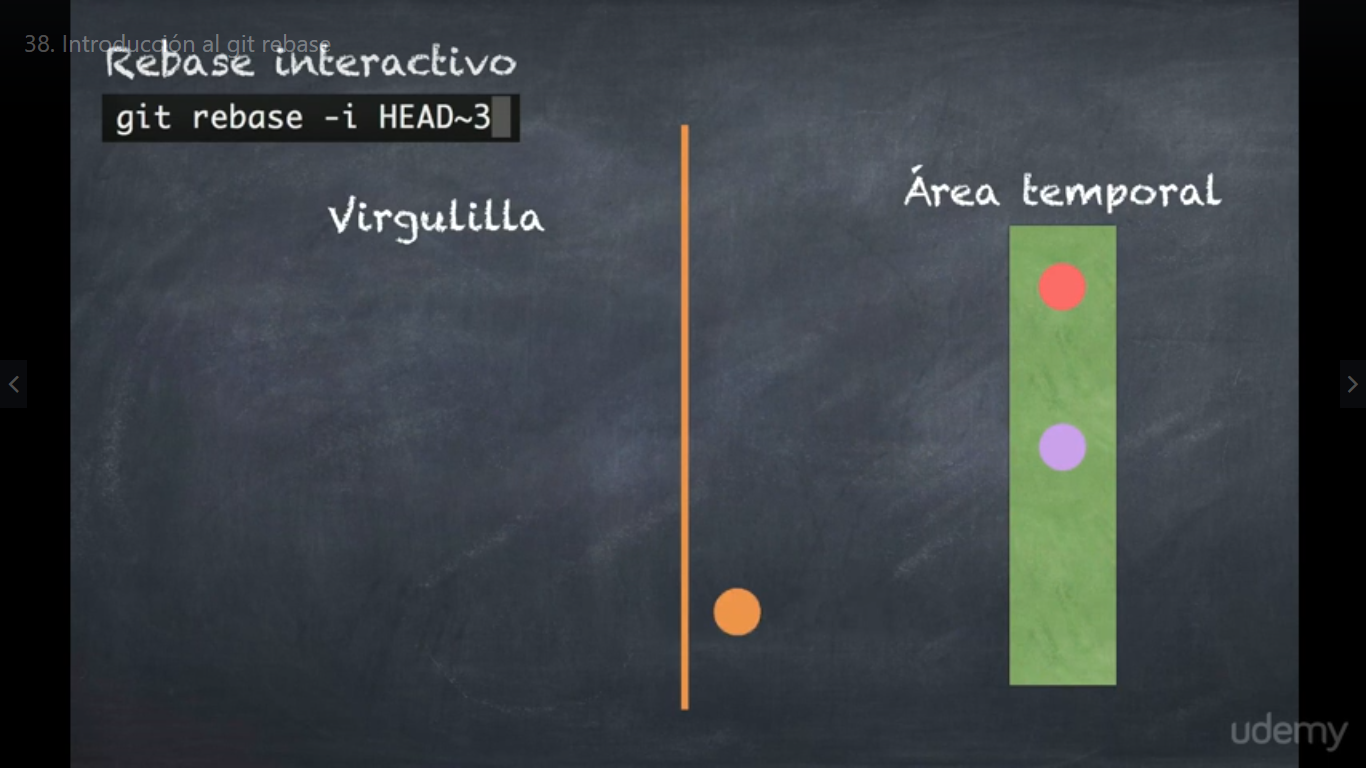 38. Introducción al git rebase
Rebase interactivo
git rebase -i HEAD~3
Virgulilla
Área temporal
udemy